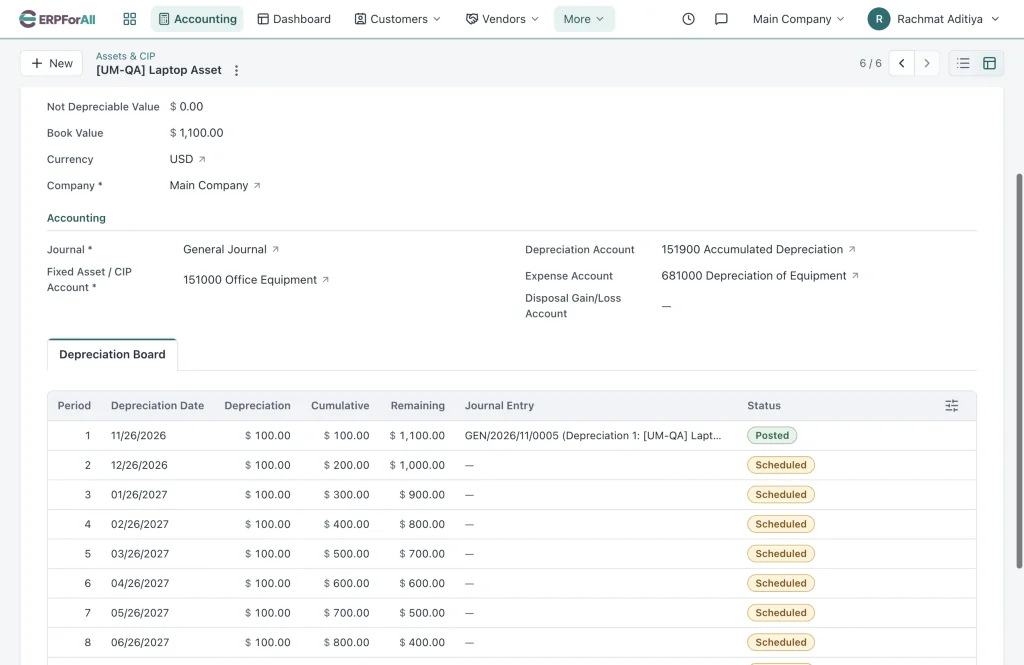 ERPForAll Accounting Dashboard Customers Vendors More Main Company R Rachmat Aditiya
New
Assets & CIP
[UM-QA] Laptop Asset
6 / 6
Not Depreciable Value $ 0.00
Book Value $ 1,100.00
Currency USD
Company * Main Company
Accounting
Journal * General Journal
Fixed Asset / CIP Account * 151000 Office Equipment
Depreciation Account 151900 Accumulated Depreciation
Expense Account 681000 Depreciation of Equipment
Disposal Gain/Loss Account —
Depreciation Board
Period Depreciation Date Depreciation Cumulative Remaining Journal Entry Status
1 11/26/2026 $ 100.00 $ 100.00 $ 1,100.00 GEN/2026/11/0005 (Depreciation 1: [UM-QA] Lapt... Posted
2 12/26/2026 $ 100.00 $ 200.00 $ 1,000.00 — Scheduled
3 01/26/2027 $ 100.00 $ 300.00 $ 900.00 — Scheduled
4 02/26/2027 $ 100.00 $ 400.00 $ 800.00 — Scheduled
5 03/26/2027 $ 100.00 $ 500.00 $ 700.00 — Scheduled
6 04/26/2027 $ 100.00 $ 600.00 $ 600.00 — Scheduled
7 05/26/2027 $ 100.00 $ 700.00 $ 500.00 — Scheduled
8 06/26/2027 $ 100.00 $ 800.00 $ 400.00 — Scheduled